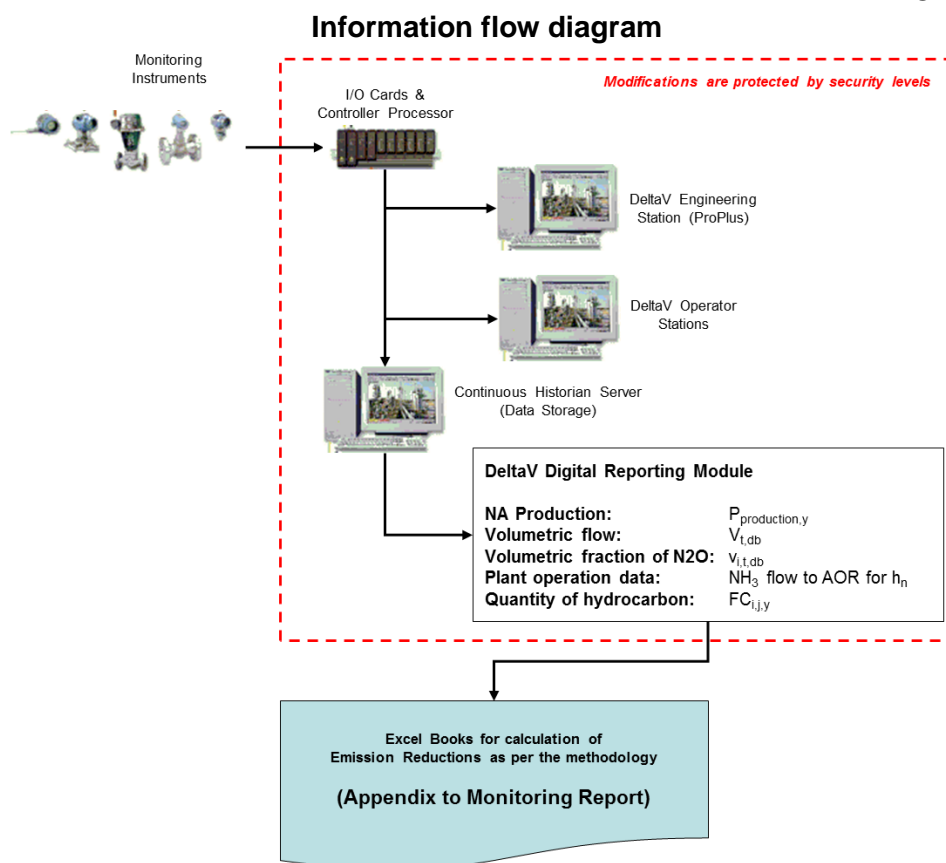 Information flow diagram
Monitoring
Instruments
Modifications are protected by security levels
I/O Cards &
Controller Processor
DeltaV Engineering
Station (ProPlus)
DeltaV Operator
Stations
Continuous Historian Server
(Data Storage)
DeltaV Digital Reporting Module
NA Production: Pproduction,y
Volumetric flow: Vt,db
Volumetric fraction of N2O: vi,t,db
Plant operation data: NH3 flow to AOR for hn
Quantity of hydrocarbon: FCi,j,y
Excel Books for calculation of
Emission Reductions as per the methodology
(Appendix to Monitoring Report)